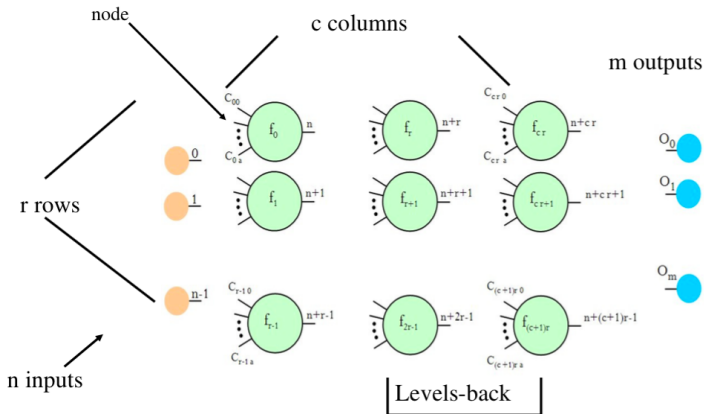 node
c columns
m outputs
r rows
n inputs
Levels-back
0
1
n-1
C00
C0 a
f0
n
f1
n+1
Cr-1 0
Cr-1 a
fr-1
n+r-1
fr
n+r
fr+1
n+r+1
f2r-1
n+2r-1
Cc r 0
Ccr a
fc r
n+c r
fc r+1
n+c r+1
C(c+1)r 0
C(c+1)r a
f(c+1)r
n+(c+1)r-1
O0
O1
Om